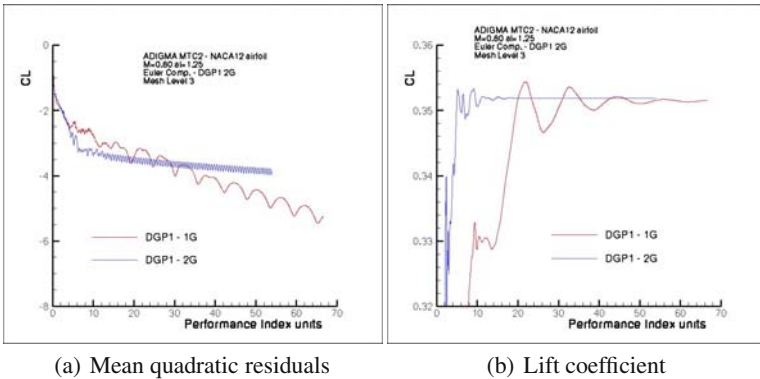 ADIGMA MTC2 - NACA12 airfoil
M=0.80 al=1.25
Euler Comp. - DGP1 2G
Mesh Level 3
CL
0
-2
-4
-6
-8
DGP1 - 1G
DGP1 - 2G
0 10 20 30 40 50 60 70
Performance Index units
(a) Mean quadratic residuals
ADIGMA MTC2 - NACA12 airfoil
M=0.80 al=1.25
Euler Comp. - DGP1 2G
Mesh Level 3
CL
0.36
0.35
0.34
0.33
0.32
DGP1 - 1G
DGP1 - 2G
0 10 20 30 40 50 60 70
Performance Index units
(b) Lift coefficient